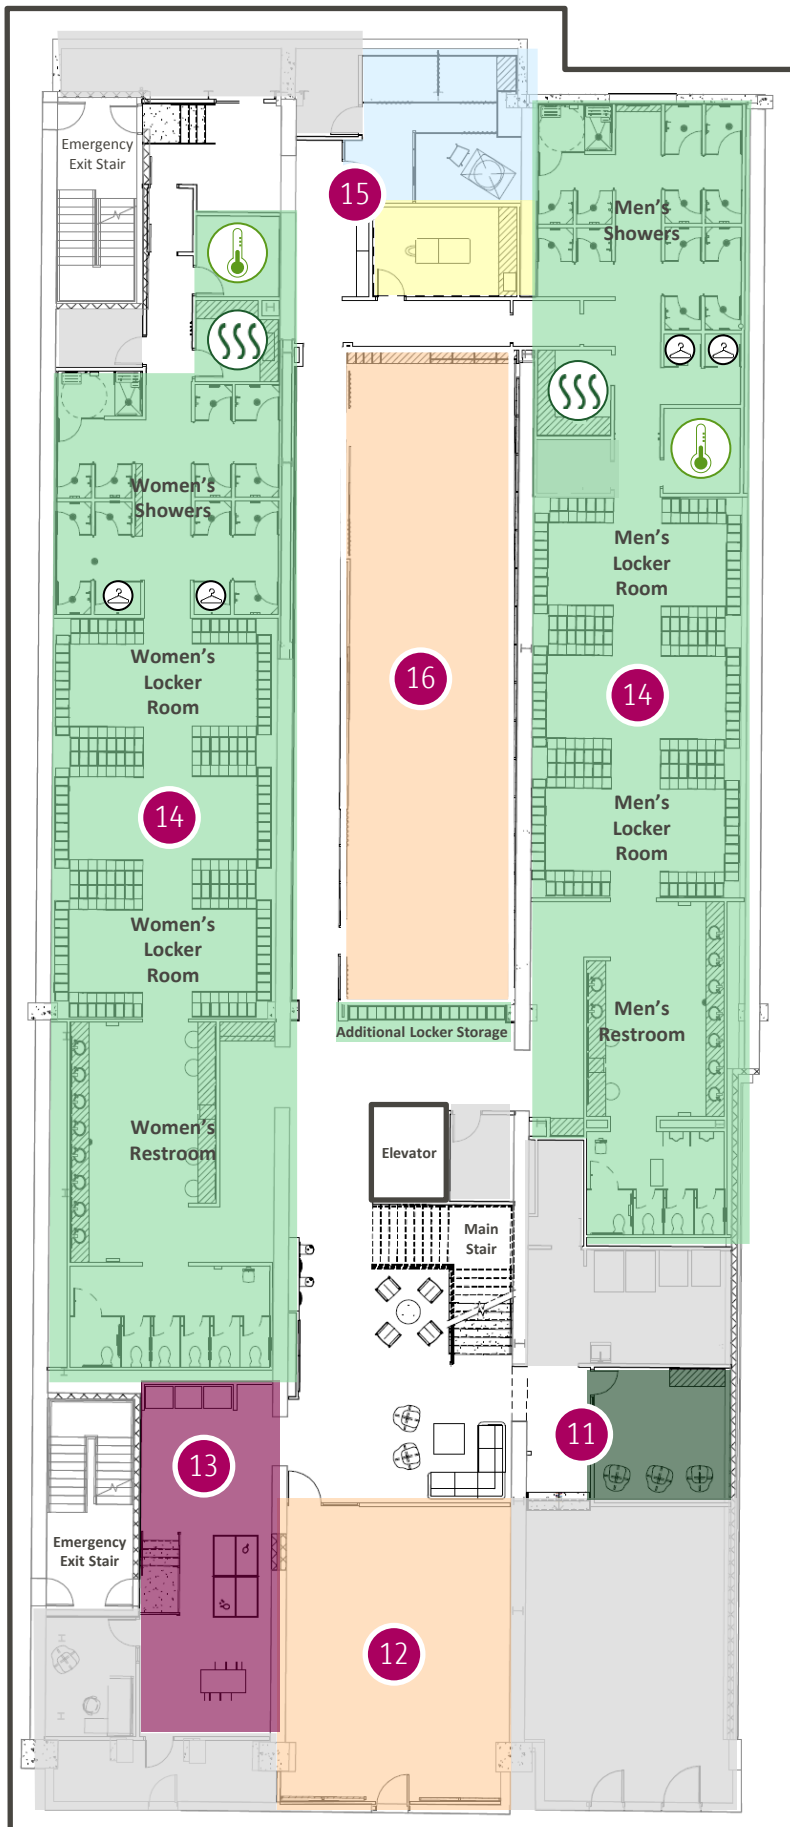 Emergency
Exit Stair
15
Men's
Showers
Women's
Showers
Men's
Locker
Room
Women's
Locker
Room
16
14
14
Men's
Locker
Room
Women's
Locker
Room
Men's
Restroom
Additional Locker Storage
Women's
Restroom
Elevator
Main
Stair
11
13
Emergency
Exit Stair
12